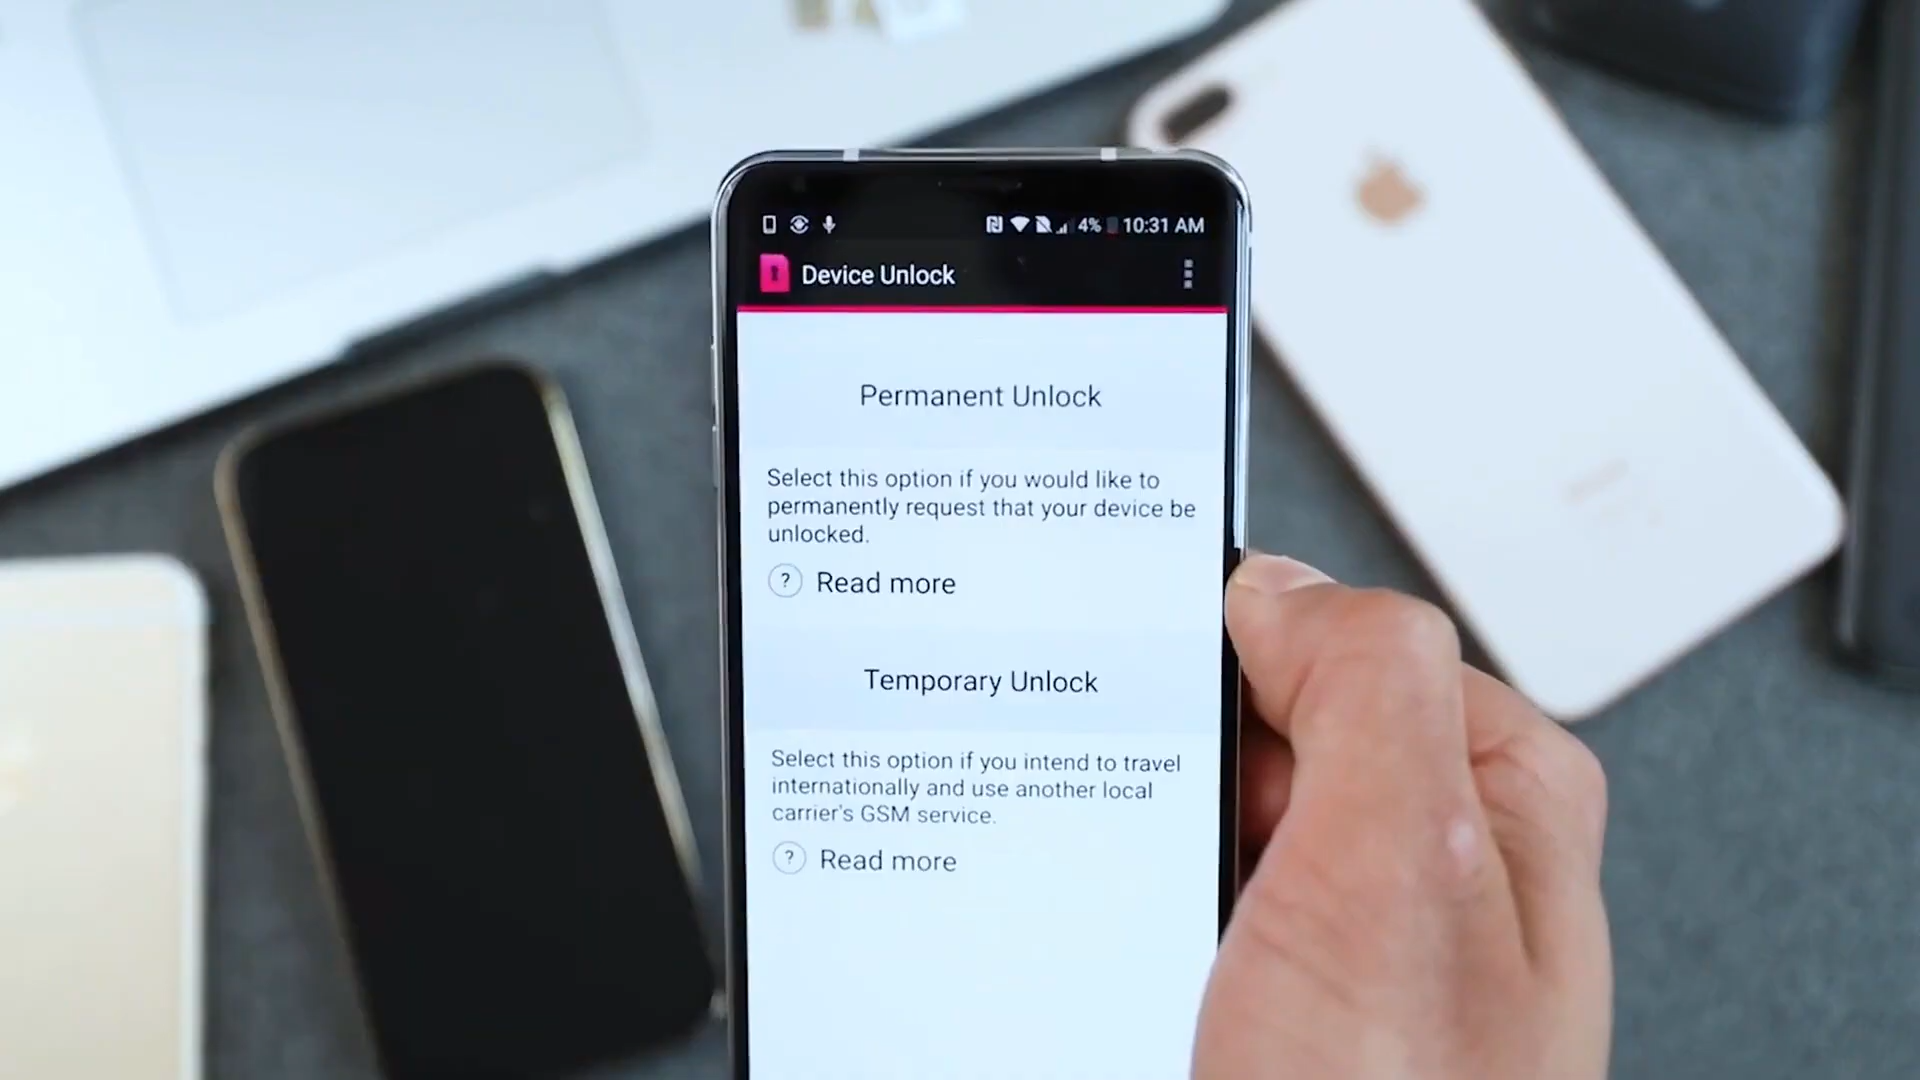 4% 10:31 AM
Device Unlock
Permanent Unlock
Select this option if you would like to
permanently request that your device be
unlocked.
? Read more
Temporary Unlock
Select this option if you intend to travel
internationally and use another local
carrier's GSM service.
? Read more